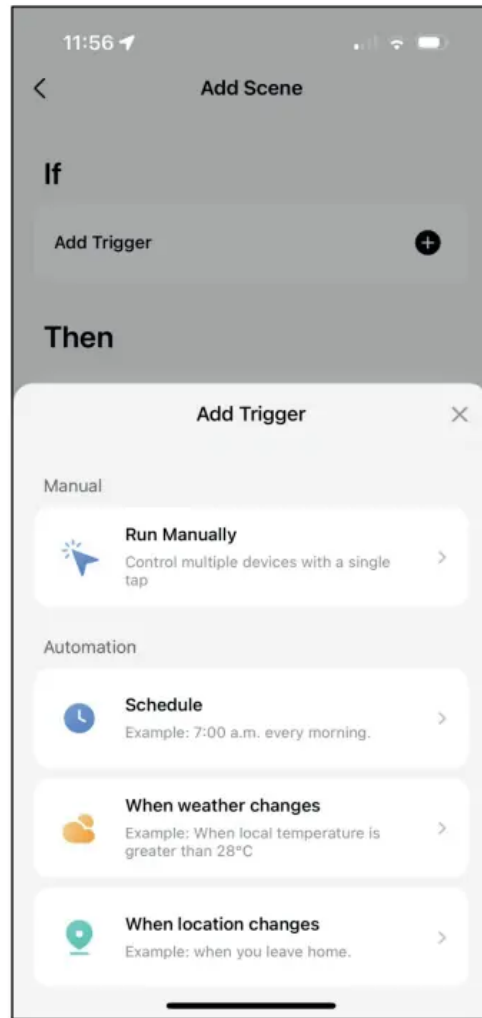 11:56
Add Scene
If
Add Trigger
Then
Add Trigger
Manual
Run Manually
Control multiple devices with a single
tap
Automation
Schedule
Example: 7:00 a.m. every morning.
When weather changes
Example: When local temperature is
greater than 28°C
When location changes
Example: when you leave home.